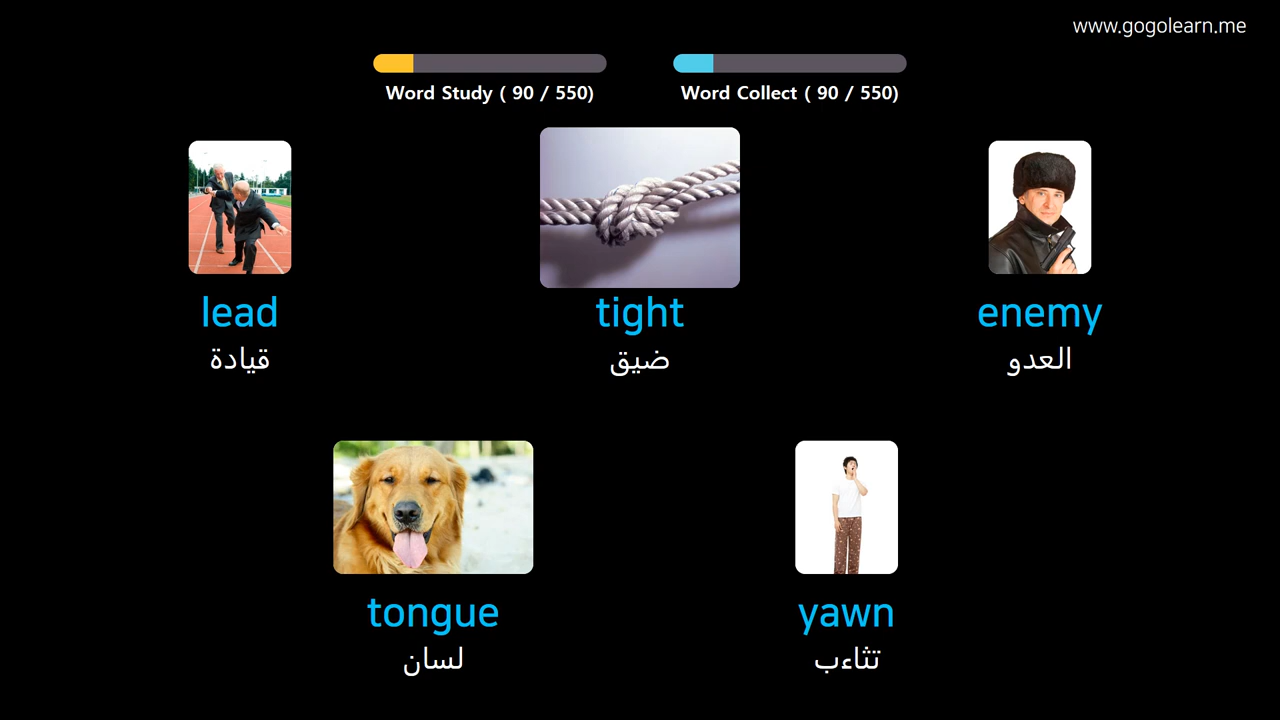 www.gogolearn.me
Word Study ( 90 / 550)
Word Collect ( 90 / 550)
lead
قيادة
tight
ضيق
enemy
العدو
tongue
لسان
yawn
تثاءب